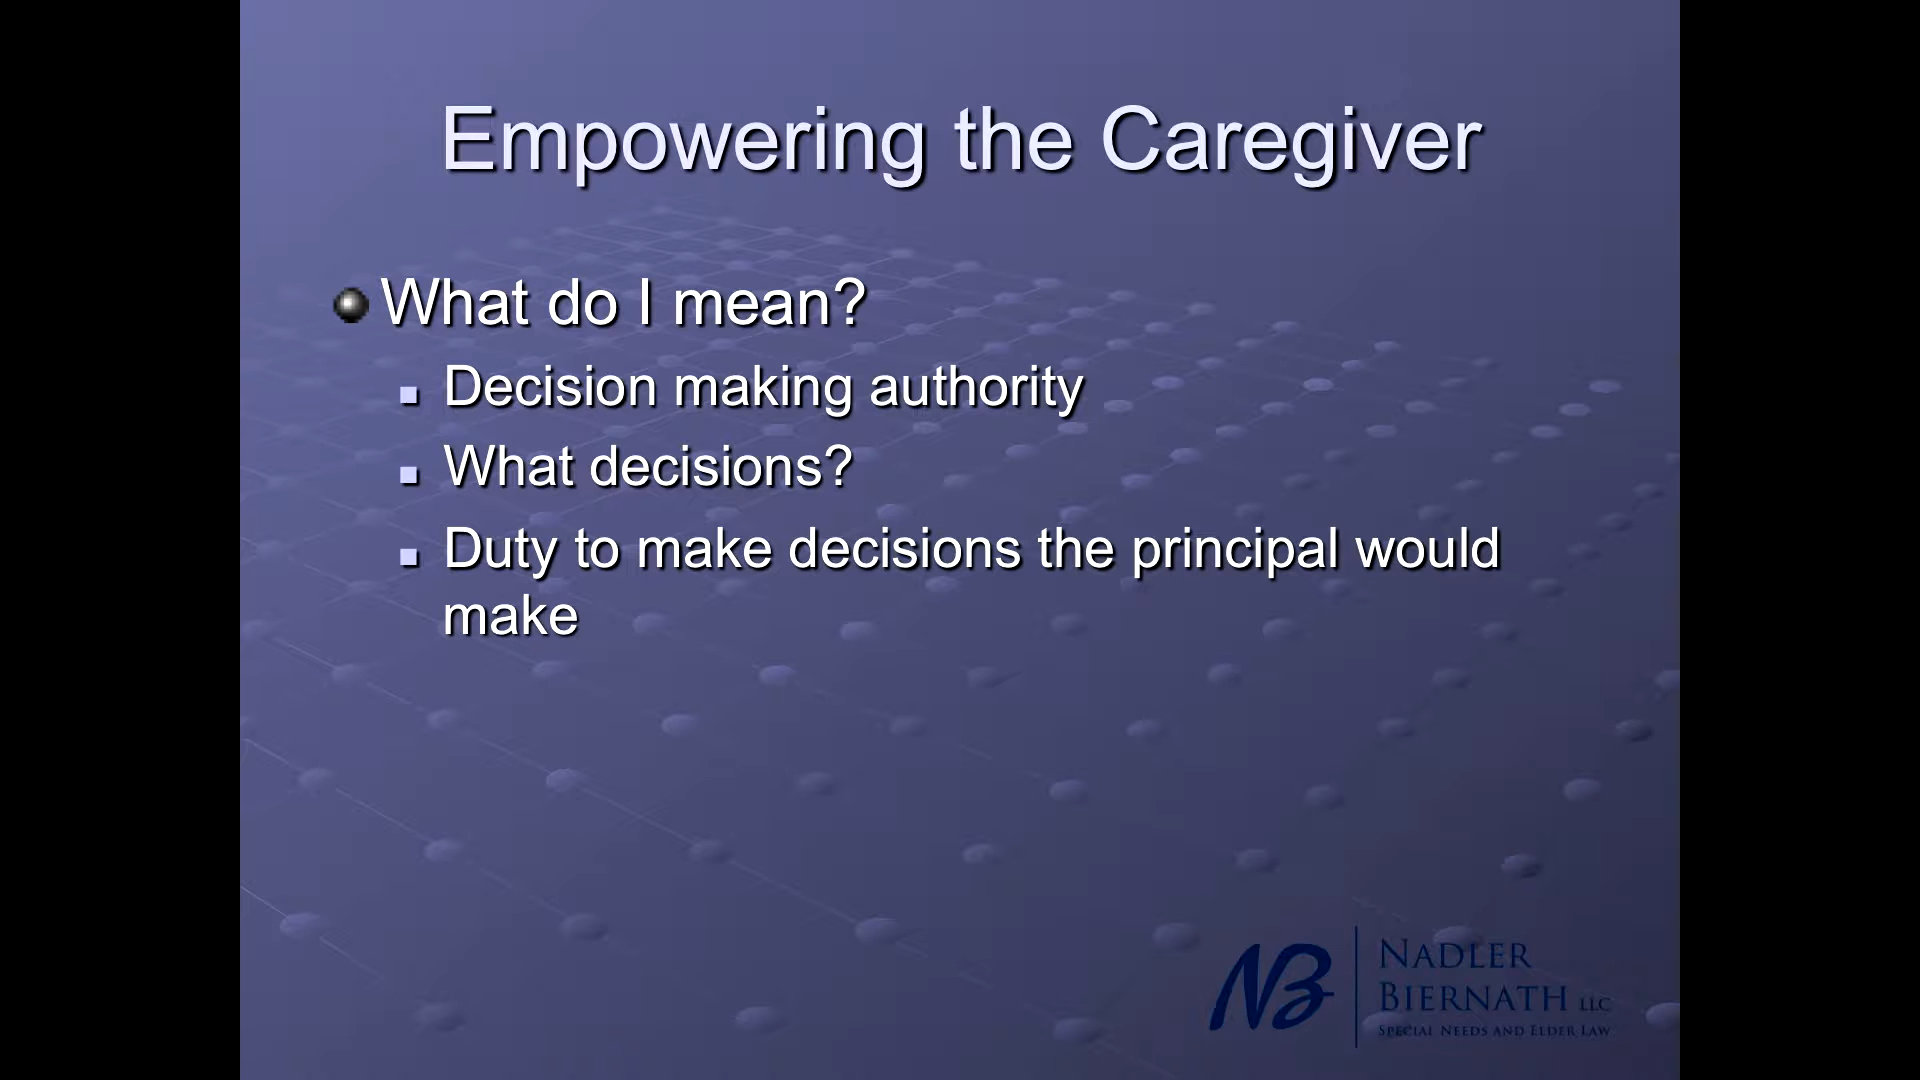 Empowering the Caregiver
What do I mean?
Decision making authority
What decisions?
Duty to make decisions the principal would
make
NB
NADLER
BIERNATH LLC
SPECIAL NEEDS AND ELDER LAW